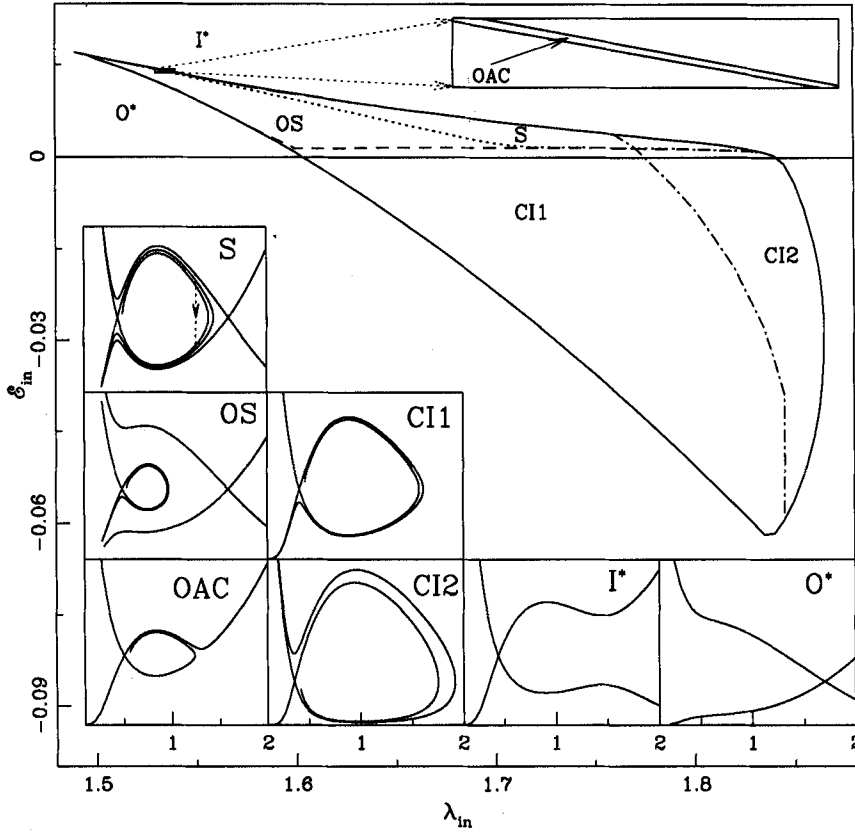 I*
OAC
O*
OS
S
0
CI1
CI2
S
-0.03
ℰin
OS
CI1
-0.06
OAC
CI2
I*
O*
-0.09
1 2 1 2 1 2 1 2
1.5 1.6 1.7 1.8
λin